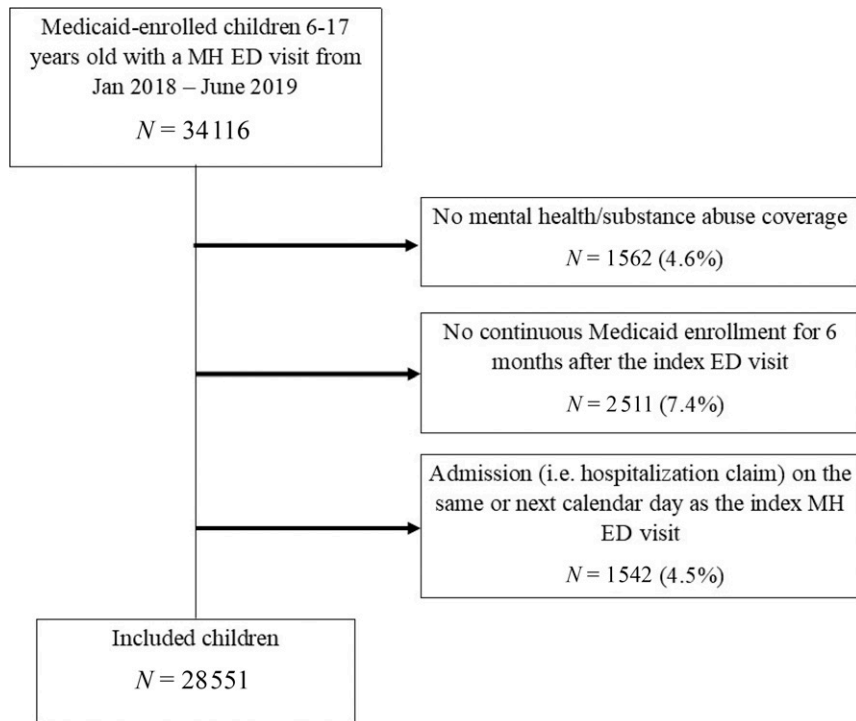 Medicaid-enrolled children 6-17
years old with a MH ED visit from
Jan 2018 – June 2019
N = 34116
No mental health/substance abuse coverage
N = 1562 (4.6%)
No continuous Medicaid enrollment for 6
months after the index ED visit
N = 2511 (7.4%)
Admission (i.e. hospitalization claim) on the
same or next calendar day as the index MH
ED visit
N = 1542 (4.5%)
Included children
N = 28551